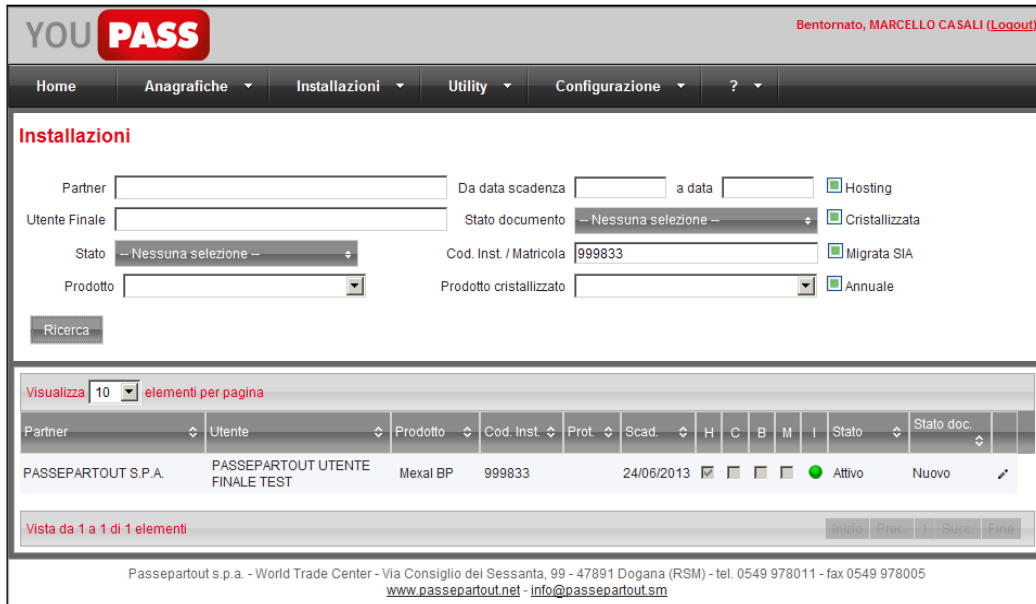 YOU PASS
Bentornato, MARCELLO CASALI (Logout)
Home Anagrafiche Installazioni Utility Configurazione ?
Installazioni
Partner Da data scadenza a data Hosting
Utente Finale Stato documento -- Nessuna selezione -- Cristallizzata
Stato -- Nessuna selezione -- Cod. Inst. / Matricola 999833 Migrata SIA
Prodotto Prodotto cristallizzato Annuale
Ricerca
Visualizza 10 elementi per pagina
Partner Utente Prodotto Cod. Inst. Prot. Scad. H C B M I Stato Stato doc.
PASSEPARTOUT S.P.A. PASSEPARTOUT UTENTE FINALE TEST Mexal BP 999833 24/06/2013 Attivo Nuovo
Vista da 1 a 1 di 1 elementi Inizio Prec. 1 Succ. Fine
Passepartout s.p.a. - World Trade Center - Via Consiglio dei Sessanta, 99 - 47891 Dogana (RSM) - tel. 0549 978011 - fax 0549 978005
www.passepartout.net - info@passepartout.sm